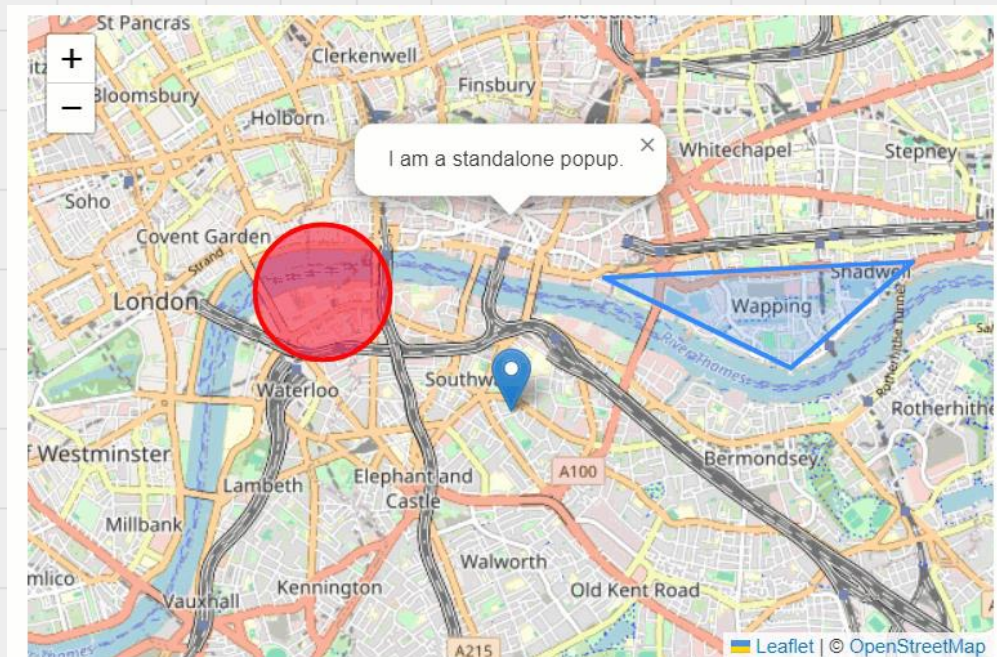 St Pancras
+
−
Clerkenwell
Finsbury
Bloomsbury
Holborn
I am a standalone popup.
×
Whitechapel
Stepney
Soho
Covent Garden
Strand
Shadwell
London
Wapping
River Thames
Rotherhithe Tunnel
Waterloo
Rotherhithe
Westminster
A100
Bermondsey
Elephant and
Castle
Lambeth
Millbank
Walworth
Kennington
Old Kent Road
Vauxhall
A215
Leaflet | © OpenStreetMap